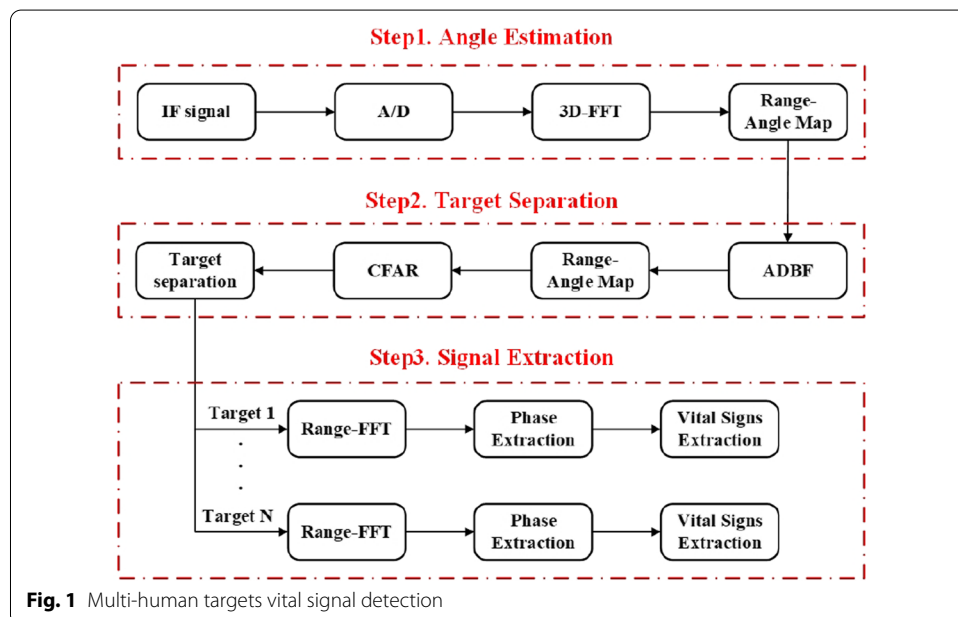 Step1. Angle Estimation
IF signal
A/D
3D-FFT
Range-
Angle Map
Step2. Target Separation
Target
separation
CFAR
Range-
Angle Map
ADBF
Step3. Signal Extraction
Target 1
Range-FFT
Phase
Extraction
Vital Signs
Extraction
Target N
Range-FFT
Phase
Extraction
Vital Signs
Extraction
Fig. 1 Multi-human targets vital signal detection